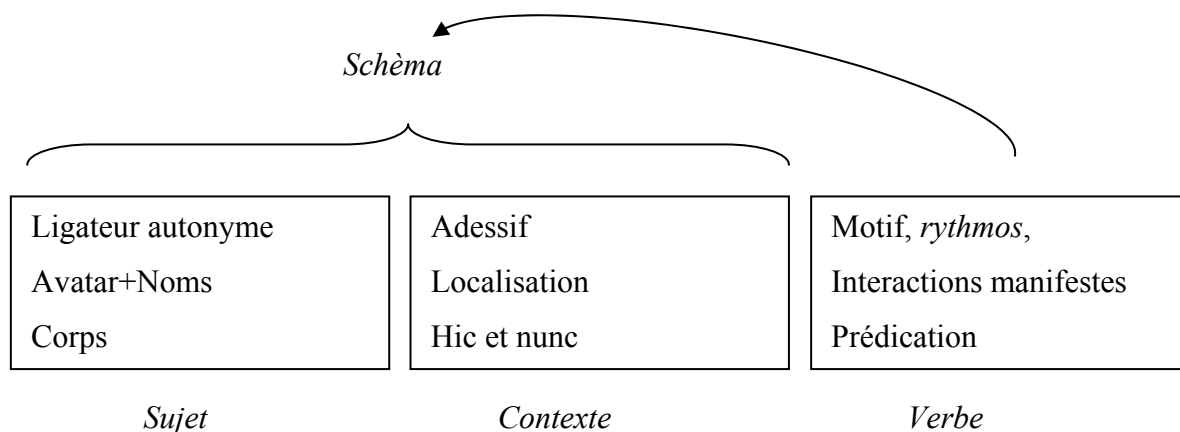 Schèma
Ligateur autonyme
Avatar+Noms
Corps
Adessif
Localisation
Hic et nunc
Motif, rythmos,
Interactions manifestes
Prédication
Sujet
Contexte
Verbe